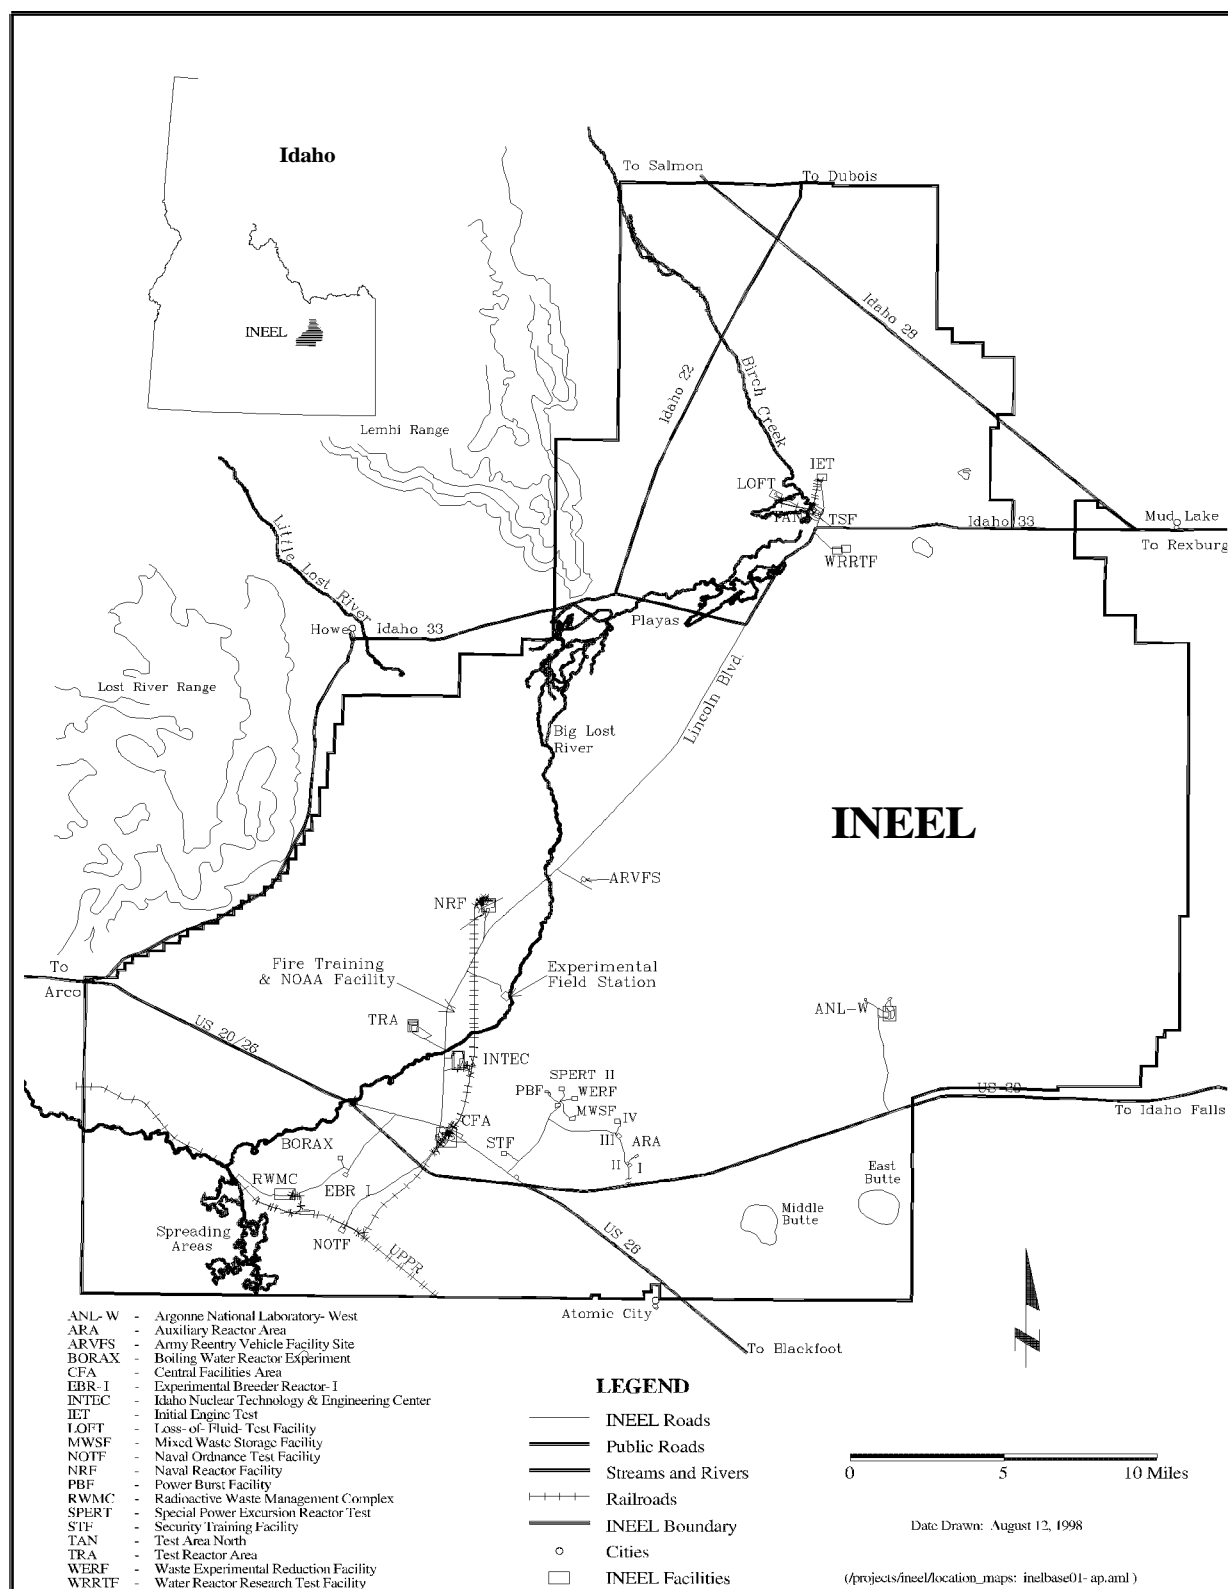 Idaho
INEEL
Lemhi Range
To Salmon
To Dubois
Idaho 28
Idaho 22
Birch Creek
IET
LOFT
TAN
TSF
Idaho 33
Mud Lake
To Rexburg
WRRTF
Little Lost River
Howe
Idaho 33
Playas
Lost River Range
Lincoln Blvd.
Big Lost
River
INEEL
ARVFS
NRF
To
Arco
Fire Training
& NOAA Facility
Experimental
Field Station
TRA
ANL-W
US 20/26
INTEC
SPERT II
PBF
WERF
MWSF
US 20
To Idaho Falls
CFA
IV
III
ARA
BORAX
STF
II
I
RWMC
EBR I
East
Butte
Middle
Butte
Spreading
Areas
NOTF
UPRR
US 26
Atomic City
To Blackfoot
ANL-W - Argonne National Laboratory-West
ARA - Auxiliary Reactor Area
ARVFS - Army Reentry Vehicle Facility Site
BORAX - Boiling Water Reactor Experiment
CFA - Central Facilities Area
EBR-I - Experimental Breeder Reactor-I
INTEC - Idaho Nuclear Technology & Engineering Center
IET - Initial Engine Test
LOFT - Loss-of-Fluid-Test Facility
MWSF - Mixed Waste Storage Facility
NOTF - Naval Ordnance Test Facility
NRF - Naval Reactor Facility
PBF - Power Burst Facility
RWMC - Radioactive Waste Management Complex
SPERT - Special Power Excursion Reactor Test
STF - Security Training Facility
TAN - Test Area North
TRA - Test Reactor Area
WERF - Waste Experimental Reduction Facility
WRRTF - Water Reactor Research Test Facility
LEGEND
INEEL Roads
Public Roads
Streams and Rivers
Railroads
INEEL Boundary
Cities
INEEL Facilities
0 5 10 Miles
Date Drawn: August 12, 1998
(/projects/ineel/location_maps: inelbase01-ap.aml )